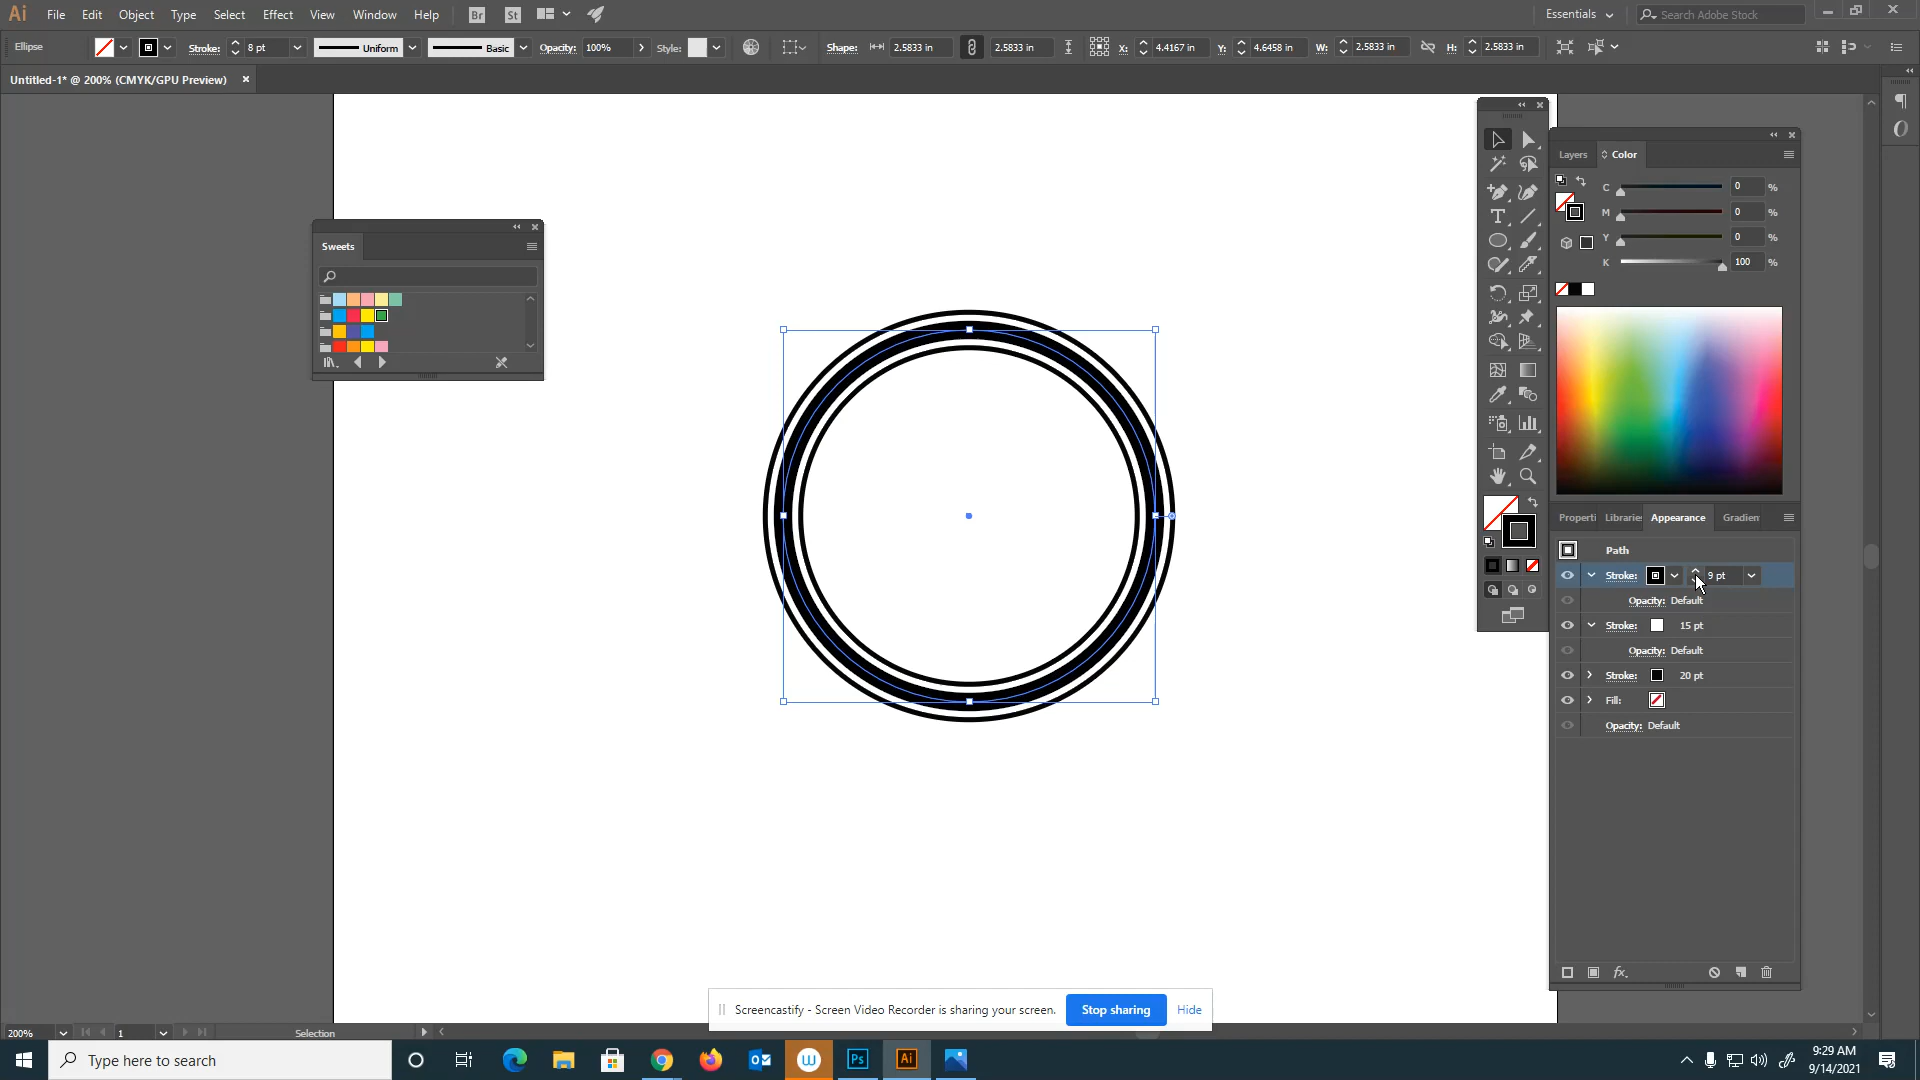 Ai File Edit Object Type Select Effect View Window Help Br St Essentials Search Adobe Stock
Ellipse Stroke: 8 pt Uniform Basic Opacity: 100% Style: Shape: 2.5833 in 2.5833 in X: 4.4167 in Y: 4.6458 in W: 2.5833 in H: 2.5833 in
Untitled-1* @ 200% (CMYK/GPU Preview)
Layers Color
C 0 %
M 0 %
Y 0 %
K 100 %
Sweets
Properti Librarie Appearance Gradien
Path
Stroke: 9 pt
Opacity: Default
Stroke: 15 pt
Opacity: Default
Stroke: 20 pt
Fill:
Opacity: Default
fx
Screencastify - Screen Video Recorder is sharing your screen. Stop sharing Hide
200% 1 Selection
Type here to search
Ps Ai
9:29 AM
9/14/2021